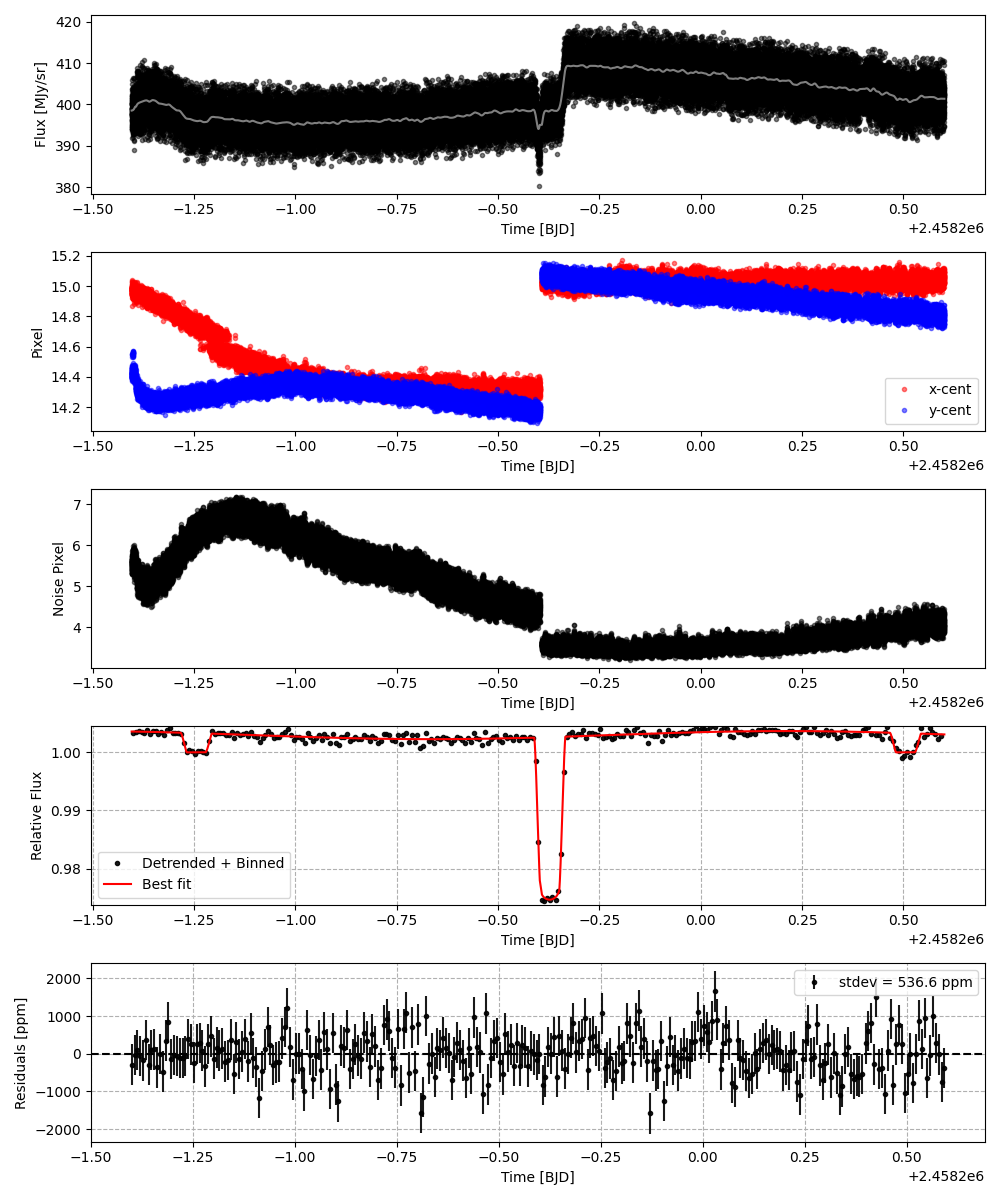 420
410
400
390
380
Flux [MJy/sr]
−1.50 −1.25 −1.00 −0.75 −0.50 −0.25 0.00 0.25 0.50
Time [BJD]
+2.4582e6
15.2
15.0
14.8
14.6
14.4
14.2
Pixel
x-cent
y-cent
−1.50 −1.25 −1.00 −0.75 −0.50 −0.25 0.00 0.25 0.50
Time [BJD]
+2.4582e6
7
6
5
4
Noise Pixel
−1.50 −1.25 −1.00 −0.75 −0.50 −0.25 0.00 0.25 0.50
Time [BJD]
+2.4582e6
1.00
0.99
0.98
Relative Flux
Detrended + Binned
Best fit
−1.50 −1.25 −1.00 −0.75 −0.50 −0.25 0.00 0.25 0.50
Time [BJD]
+2.4582e6
2000
1000
0
−1000
−2000
Residuals [ppm]
stdev = 536.6 ppm
−1.50 −1.25 −1.00 −0.75 −0.50 −0.25 0.00 0.25 0.50
Time [BJD]
+2.4582e6